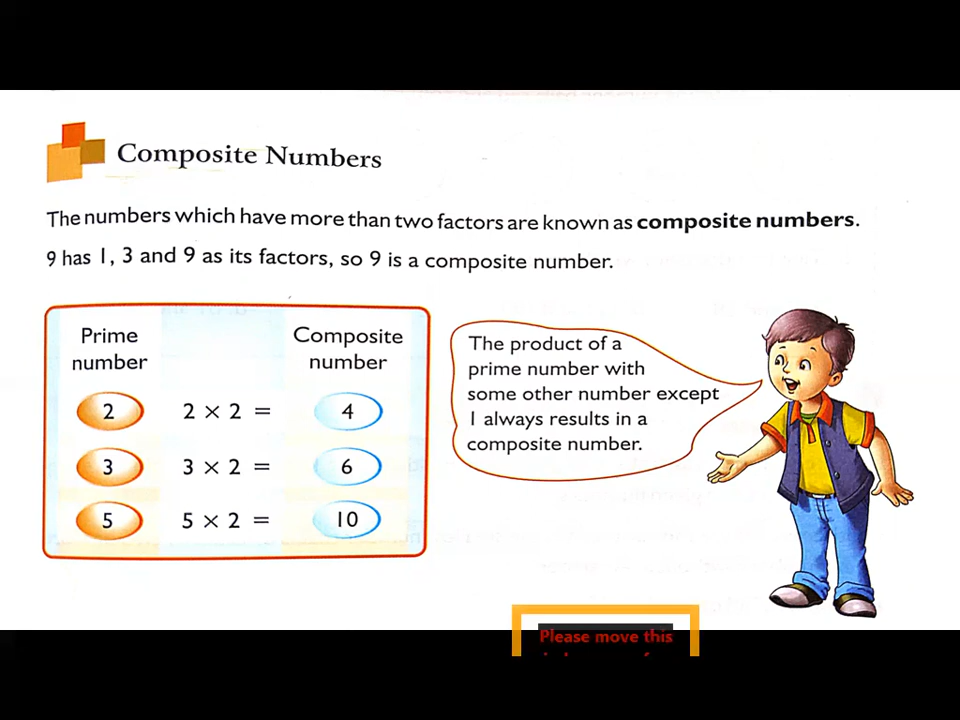 Composite Numbers
The numbers which have more than two factors are known as composite numbers.
9 has 1, 3 and 9 as its factors, so 9 is a composite number.
Prime number
Composite number
2
2 × 2 =
4
3
3 × 2 =
6
5
5 × 2 =
10
The product of a
prime number with
some other number except
1 always results in a
composite number.
Please move this